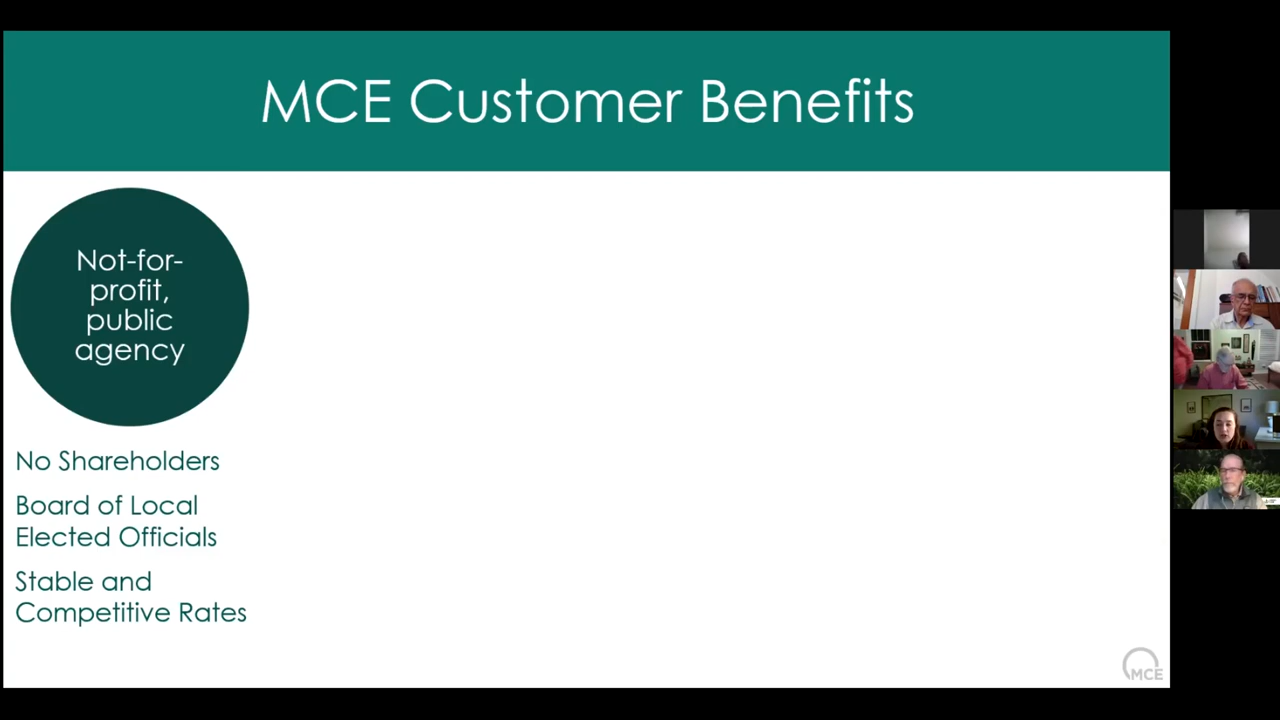 MCE Customer Benefits
Not-for-
profit,
public
agency
No Shareholders
Board of Local
Elected Officials
Stable and
Competitive Rates
MCE